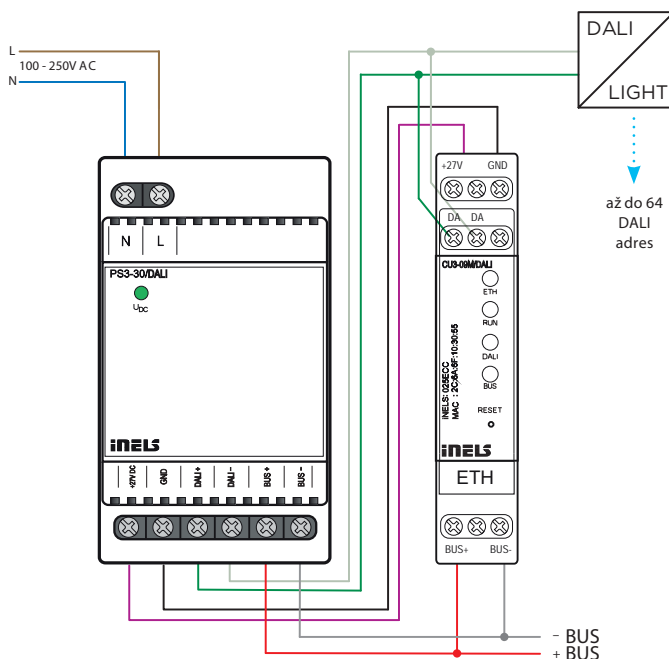 L
100 - 250V AC
N
DALI
LIGHT
až do 64
DALI
adres
+27V GND
DA DA
N L
PS3-30/DALI
UDC
CU3-09M/DALI
ETH
RUN
DALI
BUS
RESET
INELS: 025ECC
MAC : 2C:6A:6F:10:30:55
iNELS
iNELS
+27V DC GND DALI+ DALI- BUS + BUS -
ETH
BUS+ BUS-
- BUS
+ BUS